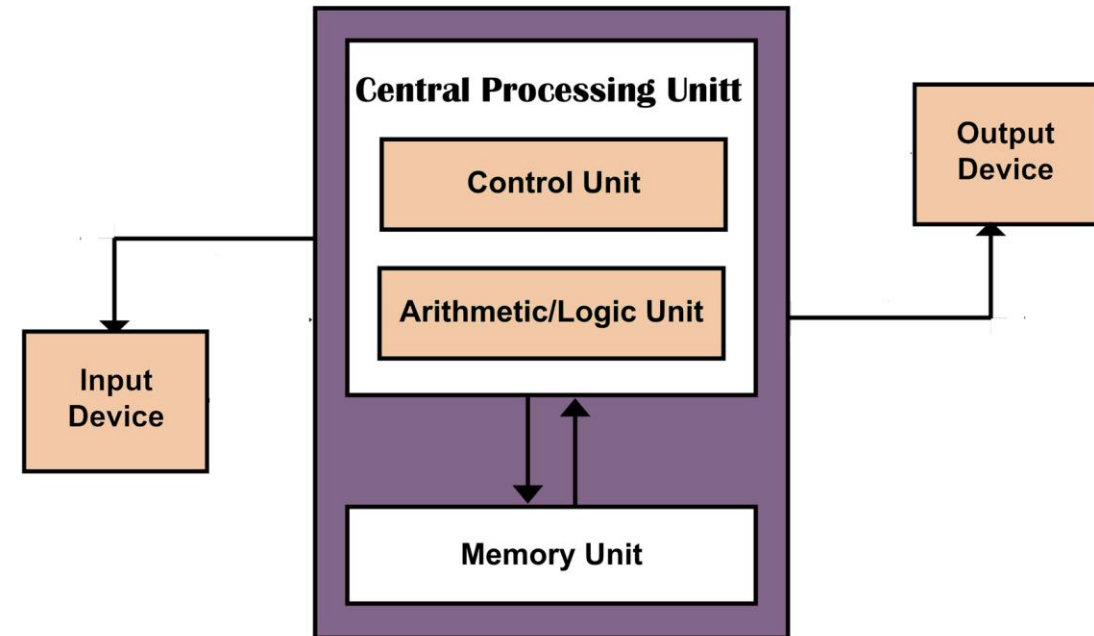 Central Processing Unitt
Control Unit
Arithmetic/Logic Unit
Memory Unit
Input
Device
Output
Device